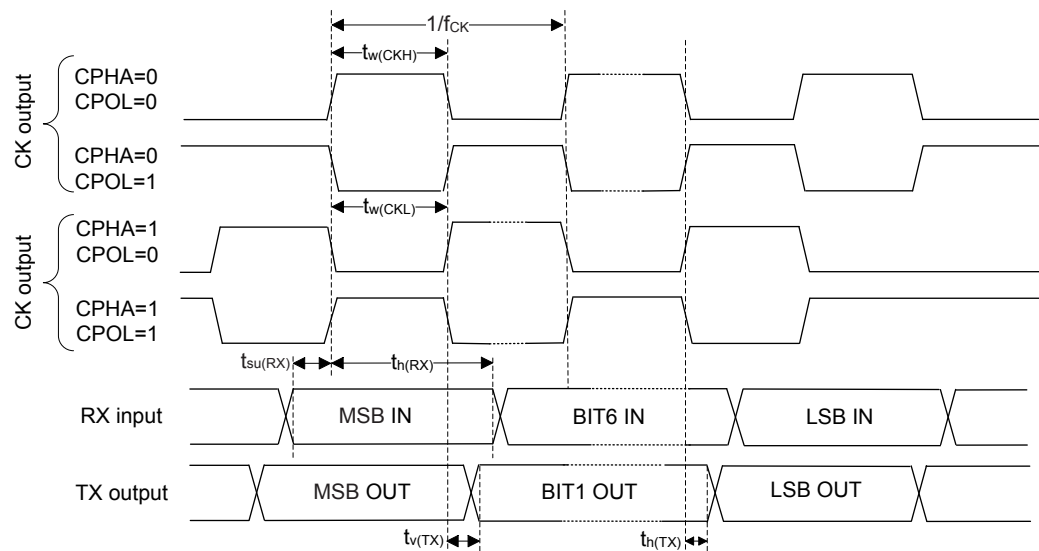 1/fCK
tw(CKH)
CK output
CPHA=0
CPOL=0
CPHA=0
CPOL=1
tw(CKL)
CK output
CPHA=1
CPOL=0
CPHA=1
CPOL=1
tsu(RX)
th(RX)
RX input
MSB IN
BIT6 IN
LSB IN
TX output
MSB OUT
BIT1 OUT
LSB OUT
tv(TX)
th(TX)